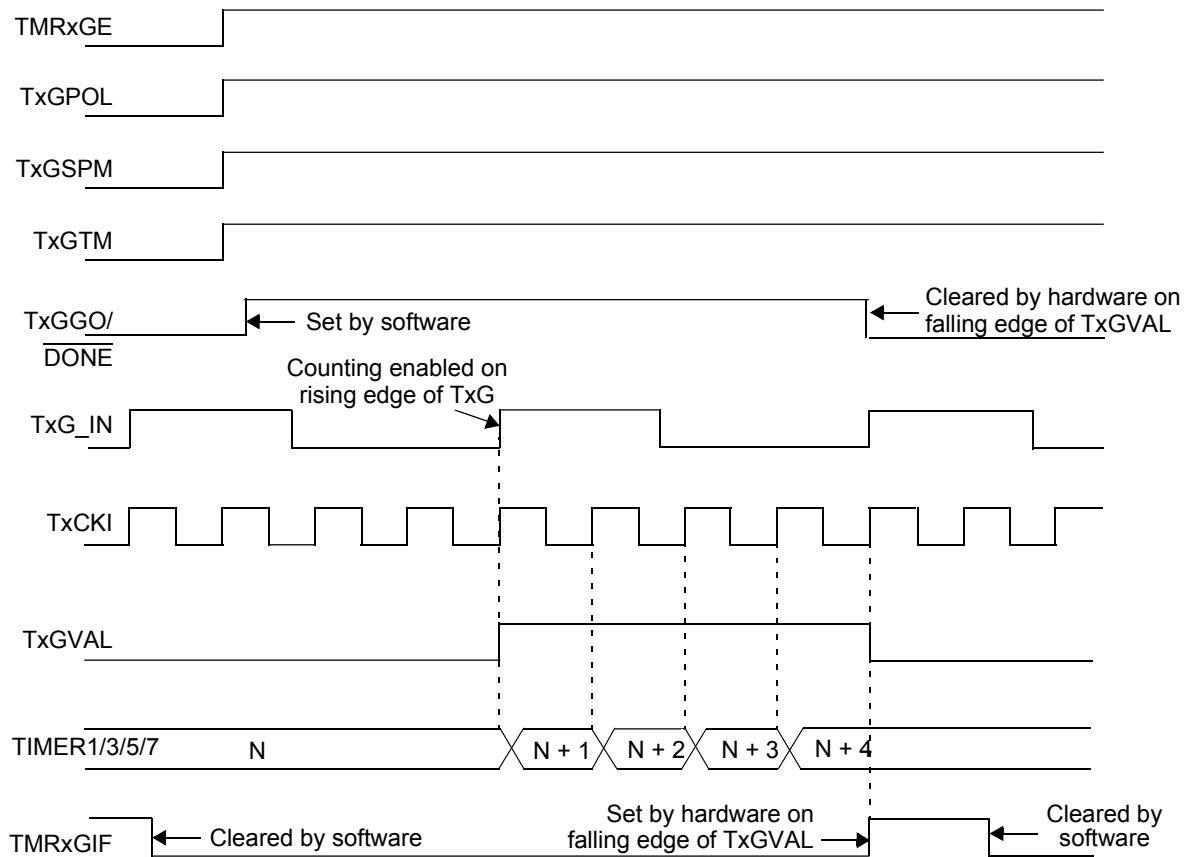 TMRxGE
TxGPOL
TxGSPM
TxGTM
TxGGO/
DONE
Set by software
Cleared by hardware on
falling edge of TxGVAL
Counting enabled on
rising edge of TxG
TxG_IN
TxCKI
TxGVAL
TIMER1/3/5/7
N
N + 1
N + 2
N + 3
N + 4
TMRxGIF
Cleared by software
Set by hardware on
falling edge of TxGVAL
Cleared by
software